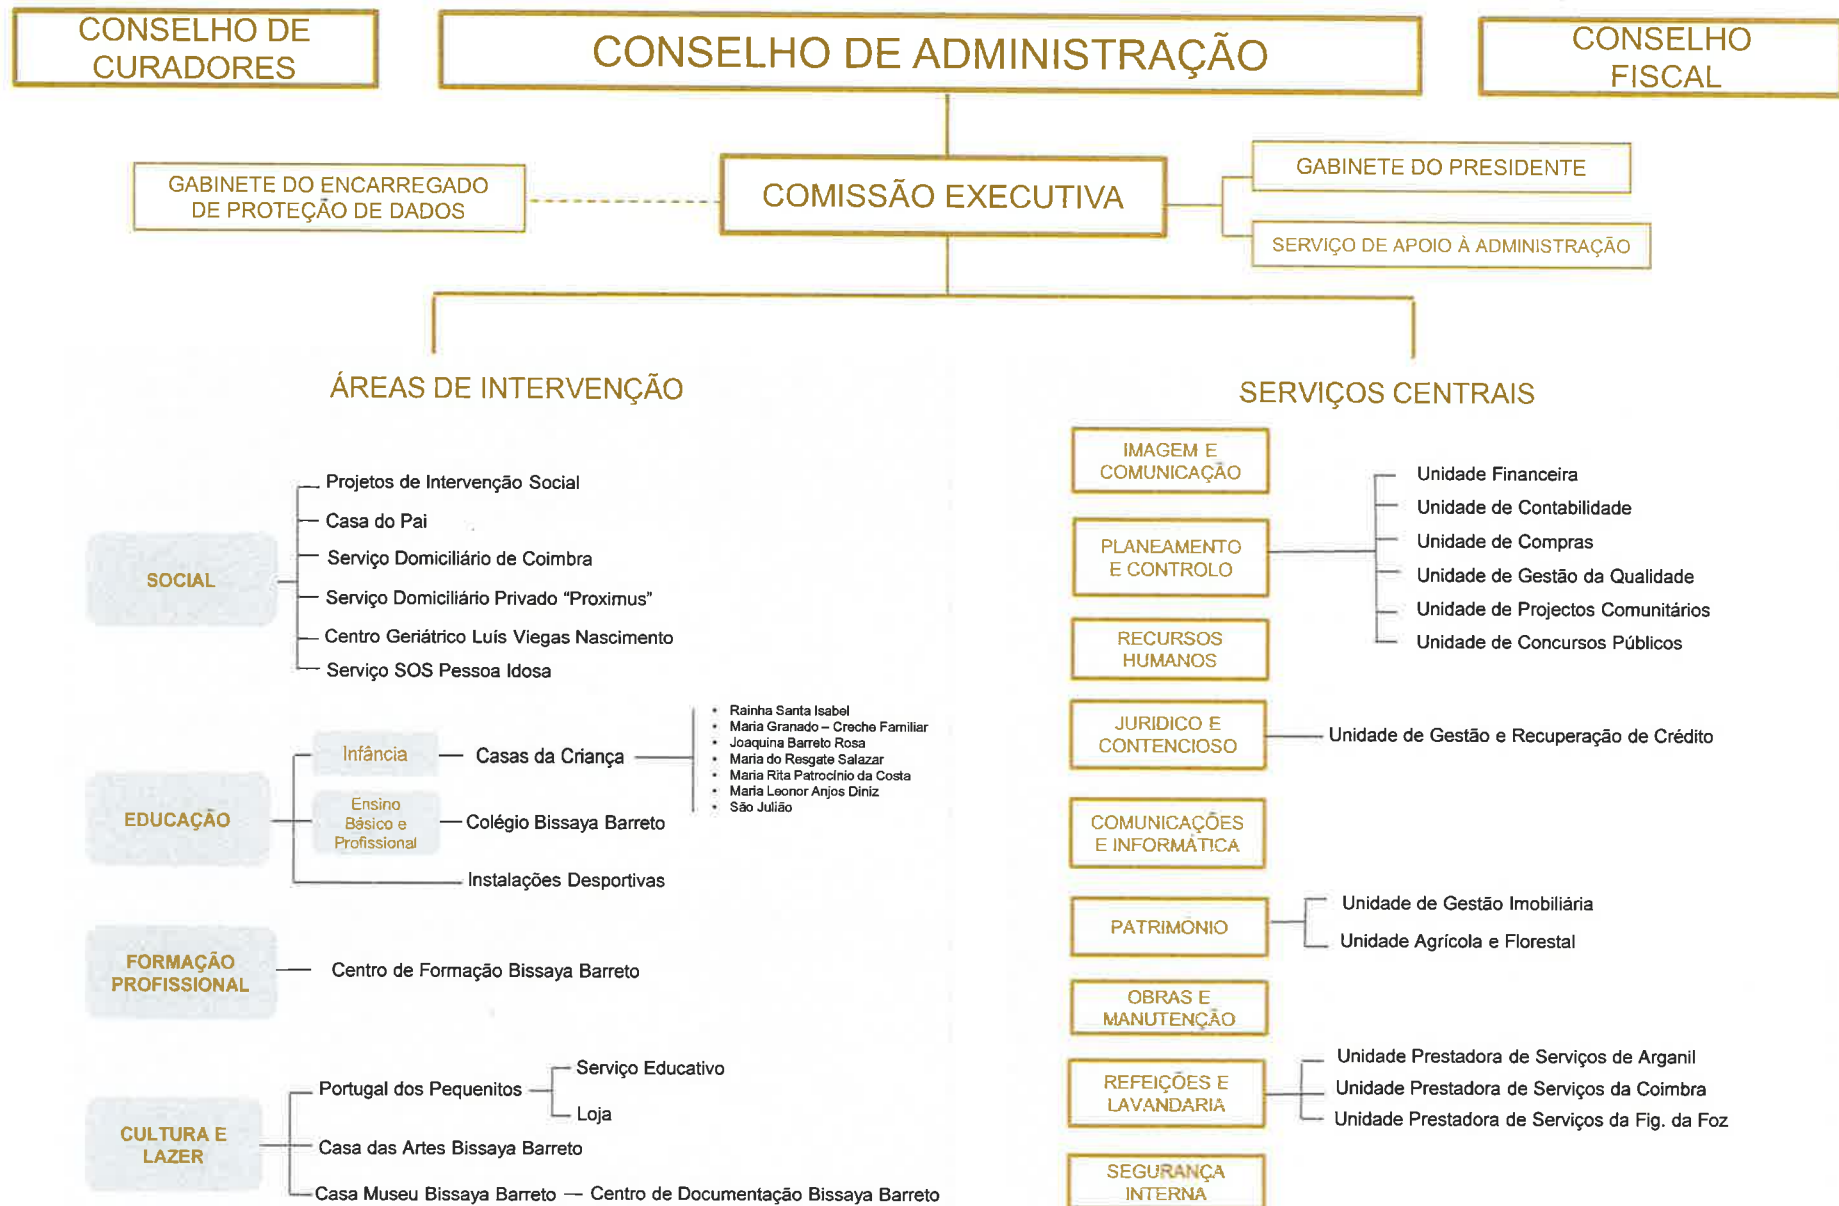 CONSELHO DE
CURADORES
CONSELHO DE ADMINISTRAÇÃO
CONSELHO
FISCAL
GABINETE DO ENCARREGADO
DE PROTEÇÃO DE DADOS
COMISSÃO EXECUTIVA
GABINETE DO PRESIDENTE
SERVIÇO DE APOIO À ADMINISTRAÇÃO
ÁREAS DE INTERVENÇÃO
SOCIAL
Projetos de Intervenção Social
Casa do Pai
Serviço Domiciliário de Coimbra
Serviço Domiciliário Privado “Proximus”
Centro Geriátrico Luís Viegas Nascimento
Serviço SOS Pessoa Idosa
EDUCAÇÃO
Infância
Casas da Criança
• Rainha Santa Isabel
• Maria Granado – Creche Familiar
• Joaquina Barreto Rosa
• Maria do Resgate Salazar
• Maria Rita Patrocínio da Costa
• Maria Leonor Anjos Diniz
• São Julião
Ensino
Básico e
Profissional
Colégio Bissaya Barreto
Instalações Desportivas
FORMAÇÃO
PROFISSIONAL
Centro de Formação Bissaya Barreto
CULTURA E
LAZER
Portugal dos Pequenitos
Serviço Educativo
Loja
Casa das Artes Bissaya Barreto
Casa Museu Bissaya Barreto — Centro de Documentação Bissaya Barreto
SERVIÇOS CENTRAIS
IMAGEM E
COMUNICAÇÃO
PLANEAMENTO
E CONTROLO
Unidade Financeira
Unidade de Contabilidade
Unidade de Compras
Unidade de Gestão da Qualidade
Unidade de Projectos Comunitários
Unidade de Concursos Públicos
RECURSOS
HUMANOS
JURIDICO E
CONTENCIOSO
Unidade de Gestão e Recuperação de Crédito
COMUNICAÇÕES
E INFORMÁTICA
PATRIMÓNIO
Unidade de Gestão Imobiliária
Unidade Agrícola e Florestal
OBRAS E
MANUTENÇÃO
REFEIÇÕES E
LAVANDARIA
Unidade Prestadora de Serviços de Arganil
Unidade Prestadora de Serviços da Coimbra
Unidade Prestadora de Serviços da Fig. da Foz
SEGURANÇA
INTERNA